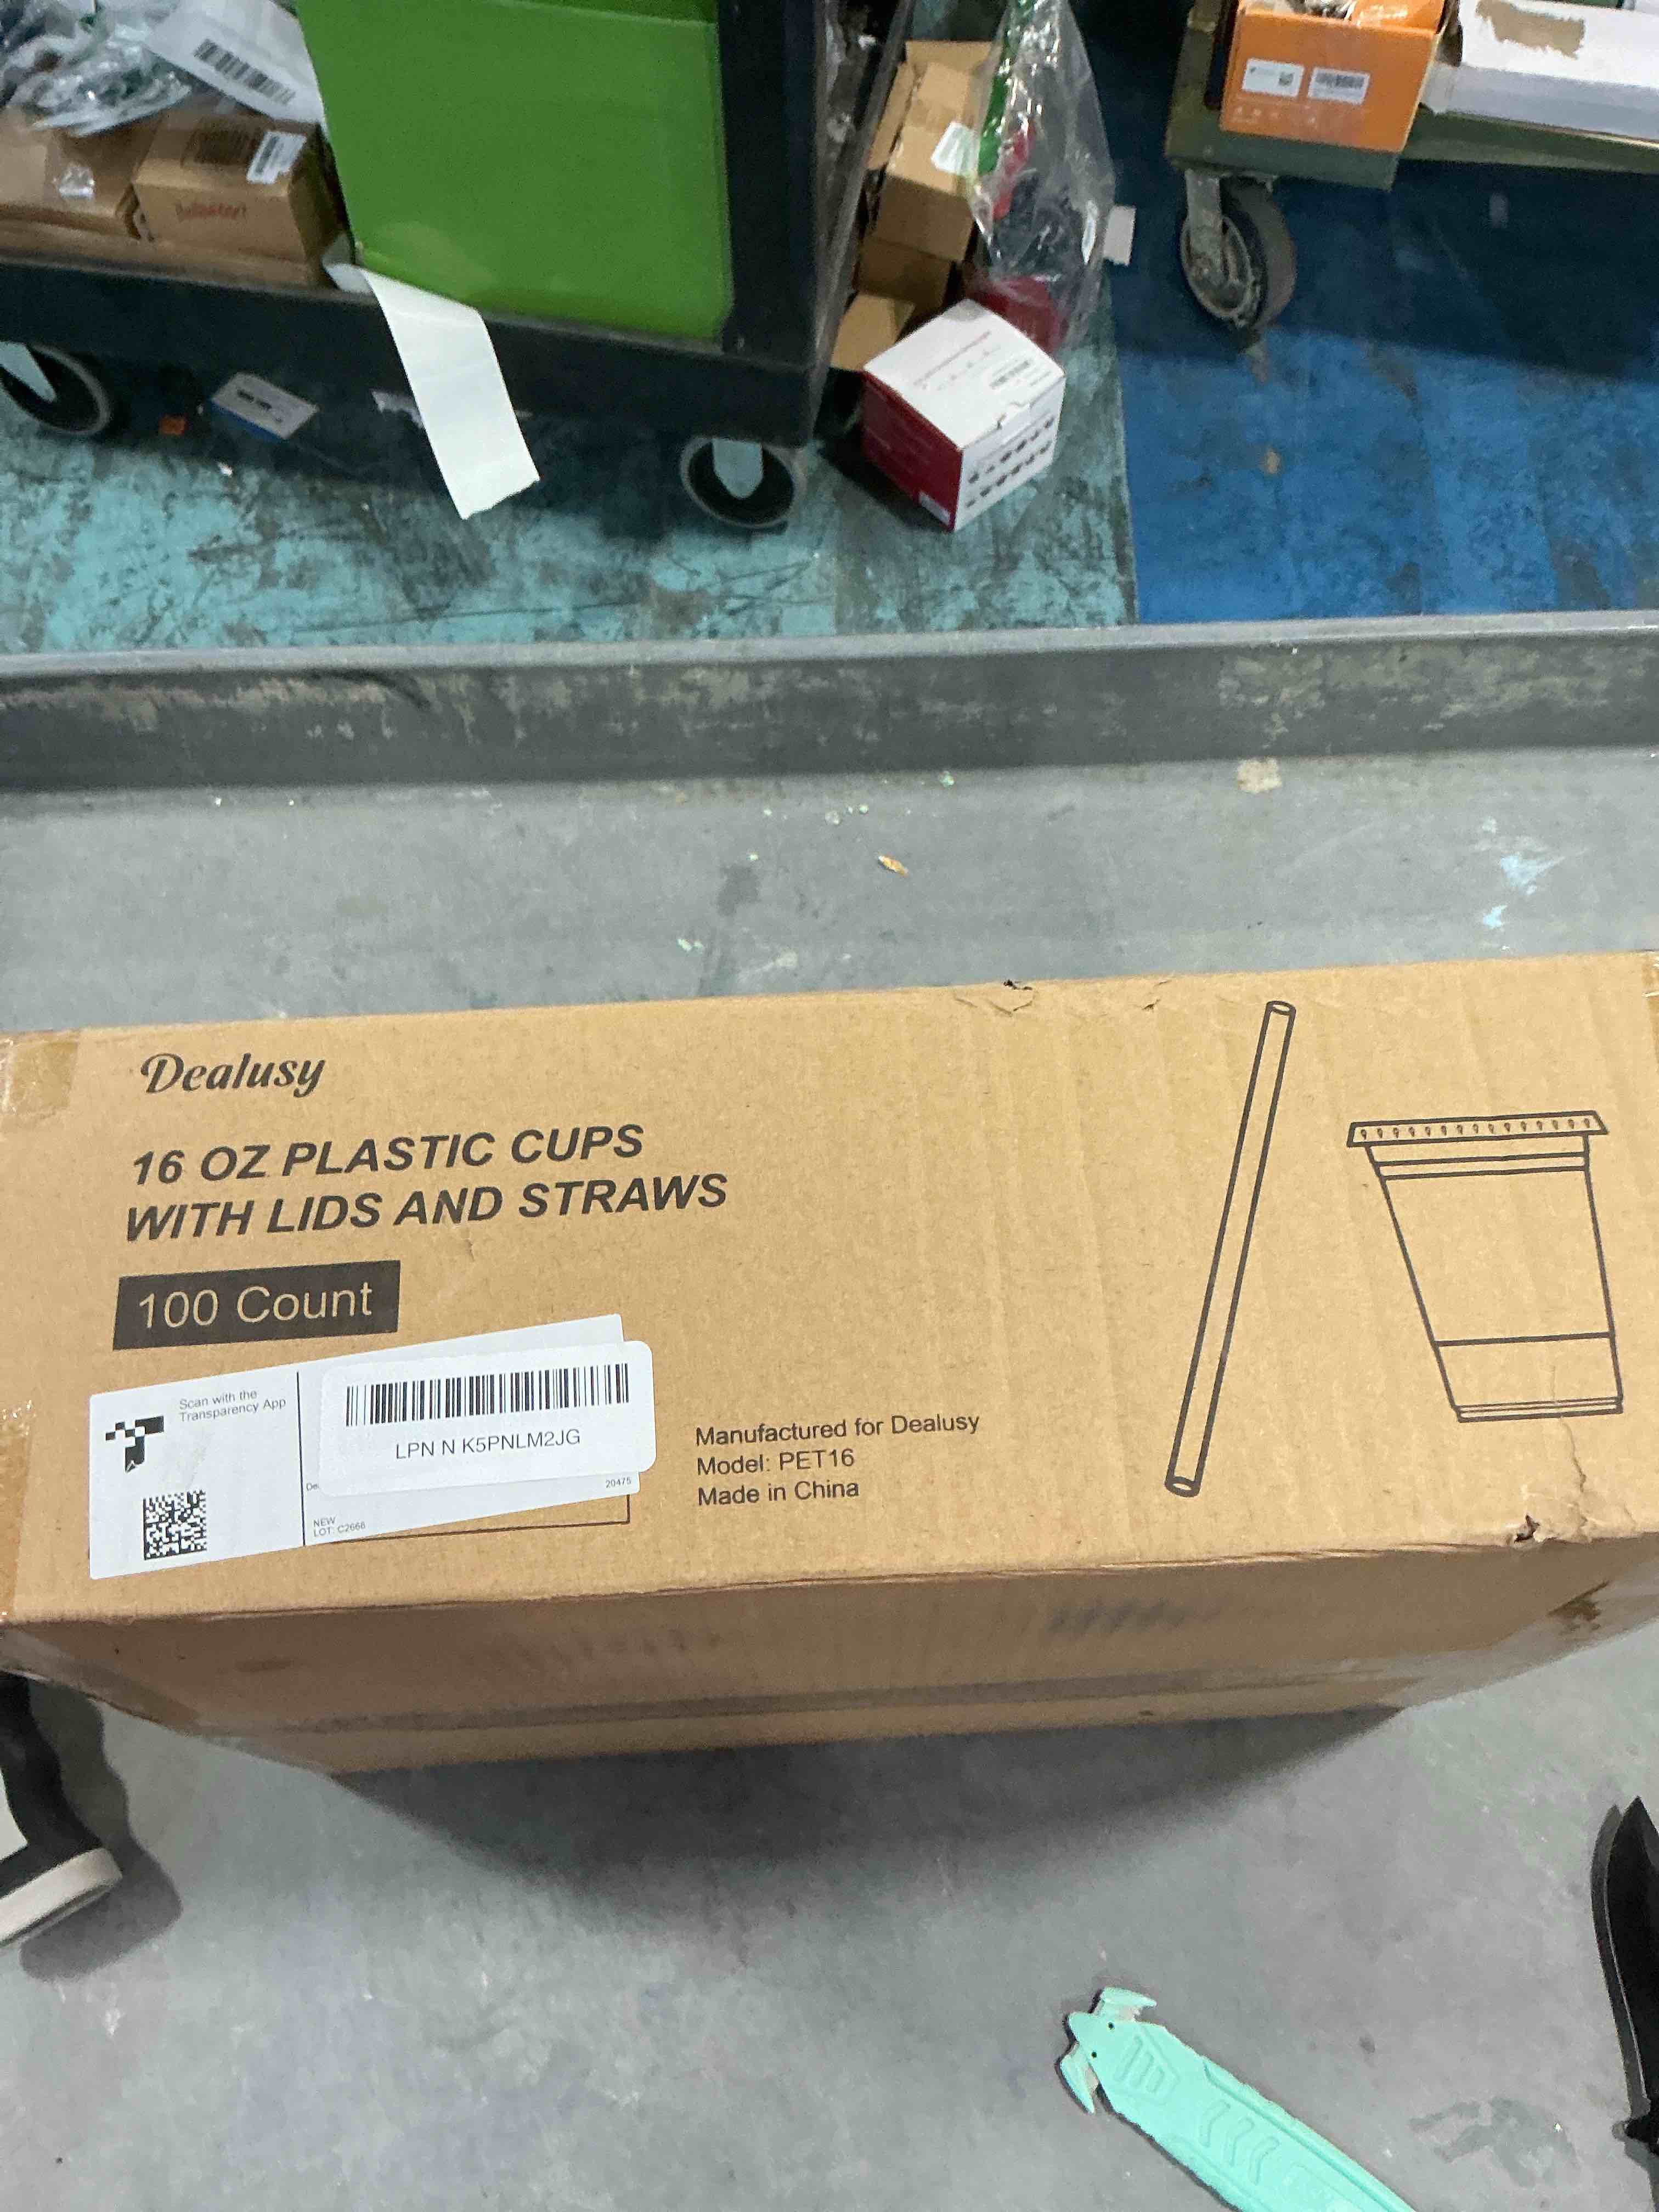 Dealusy
16 OZ PLASTIC CUPS
WITH LIDS AND STRAWS
100 Count
Scan with the
Transparency App
LPN N K5PNLM2JG
20475
NEW
LOT: C2668
Manufactured for Dealusy
Model: PET16
Made in China